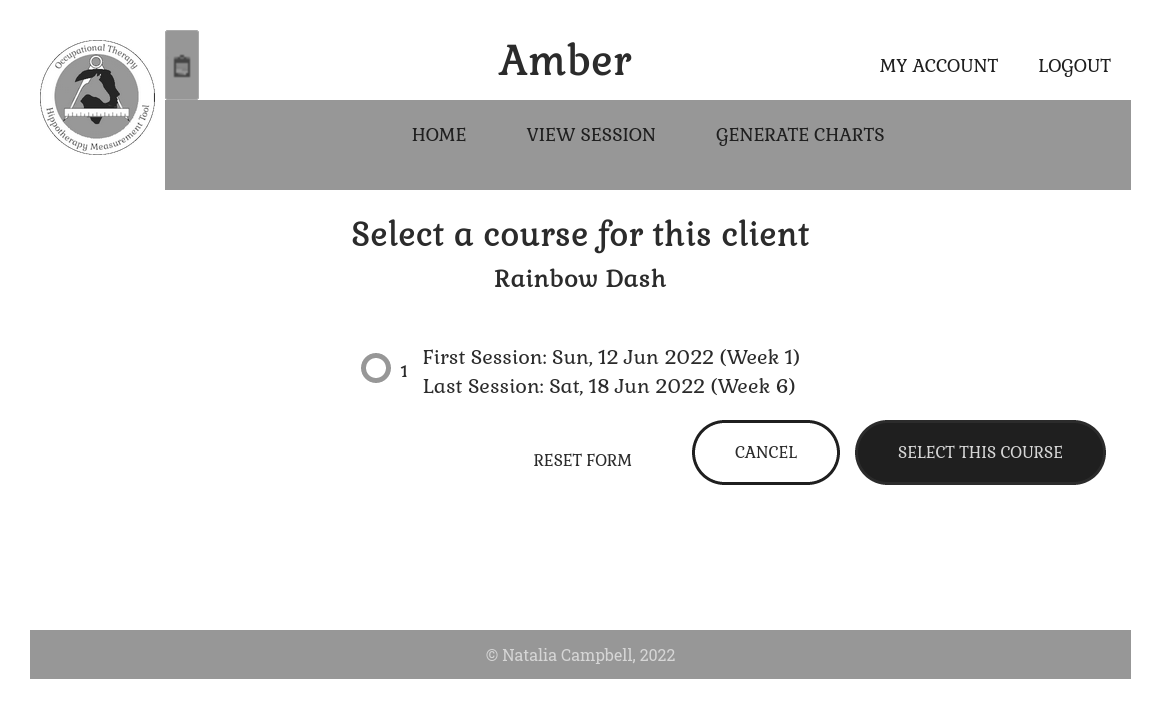 Occupational Therapy
Hippotherapy Measurement Tool
Amber
MY ACCOUNT
LOGOUT
HOME
VIEW SESSION
GENERATE CHARTS
Select a course for this client
Rainbow Dash
1
First Session: Sun, 12 Jun 2022 (Week 1)
Last Session: Sat, 18 Jun 2022 (Week 6)
RESET FORM
CANCEL
SELECT THIS COURSE
© Natalia Campbell, 2022